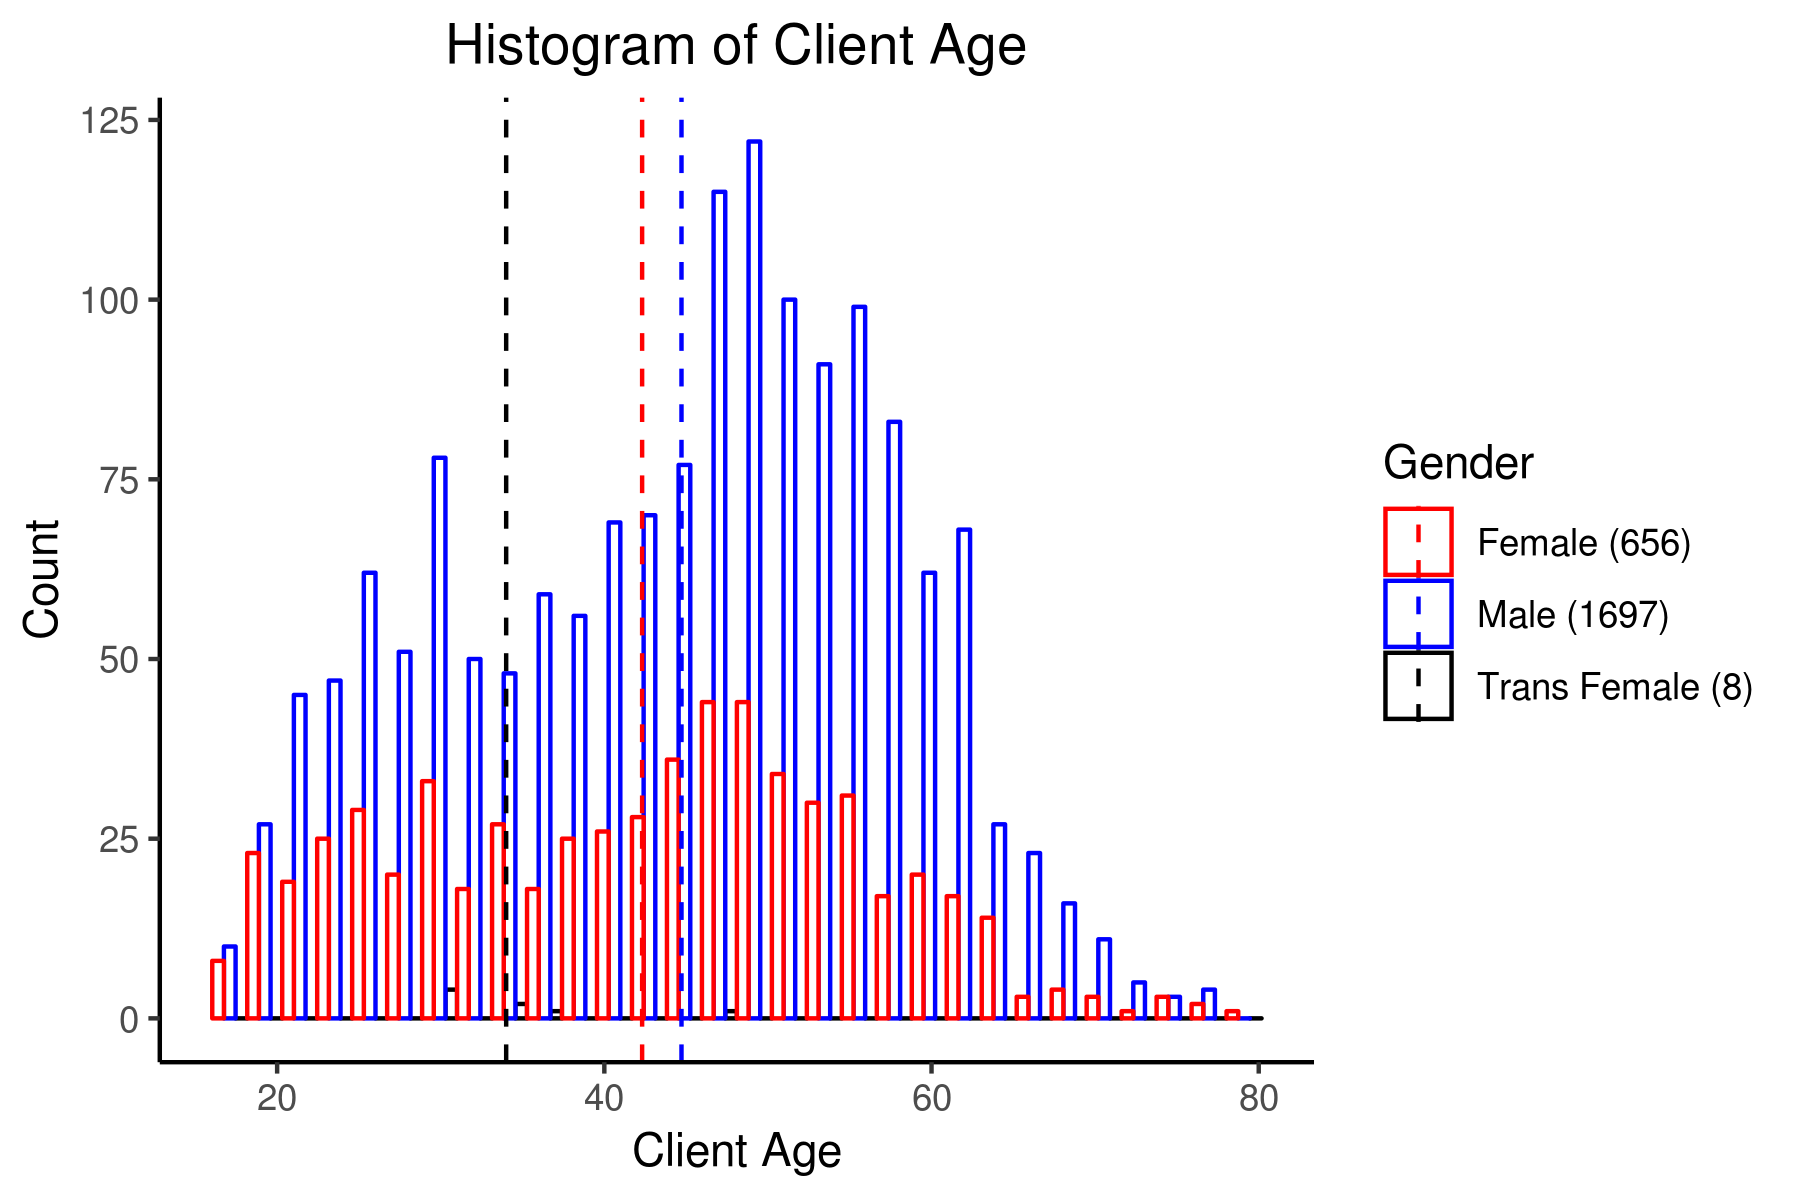 Histogram of Client Age
125
100
75
50
25
0
Count
20 40 60 80
Client Age
Gender
Female (656)
Male (1697)
Trans Female (8)